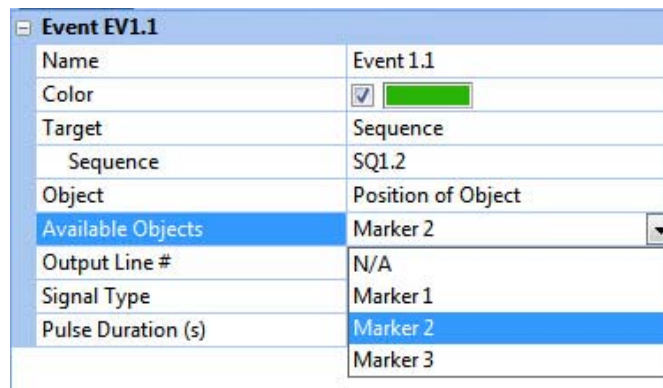 Event EV1.1
Name Event 1.1
Color
Target Sequence
Sequence SQ1.2
Object Position of Object
Available Objects Marker 2
Output Line # N/A
Signal Type Marker 1
Pulse Duration (s) Marker 2
Marker 3